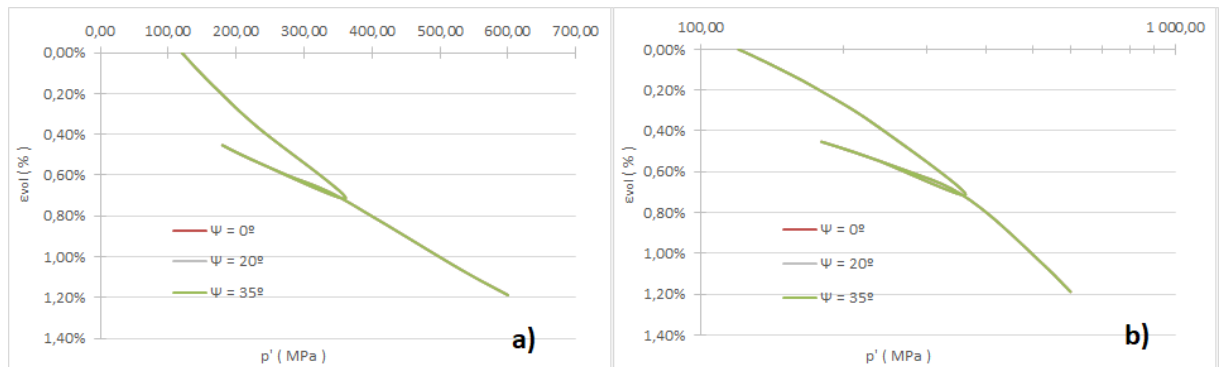 0,00 100,00 200,00 300,00 400,00 500,00 600,00 700,00
0,00%
0,20%
0,40%
0,60%
0,80%
1,00%
1,20%
1,40%
εvol ( % )
Ψ = 0º
Ψ = 20º
Ψ = 35º
a)
p' ( MPa )
100,00 1 000,00
0,00%
0,20%
0,40%
0,60%
0,80%
1,00%
1,20%
1,40%
εvol ( % )
Ψ = 0º
Ψ = 20º
Ψ = 35º
b)
p' ( MPa )